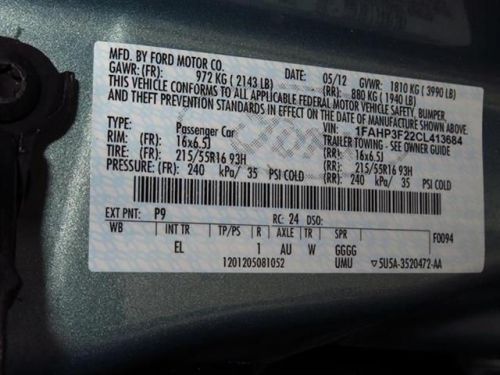 MFD. BY FORD MOTOR CO.
DATE: 05/12 GVWR: 1810 KG ( 3990 LB)
GAWR: (FR): 972 KG ( 2143 LB) (RR): 880 KG ( 1940 LB)
THIS VEHICLE CONFORMS TO ALL APPLICABLE FEDERAL MOTOR VEHICLE SAFETY, BUMPER,
AND THEFT PREVENTION STANDARDS IN EFFECT ON THE DATE OF MANUFACTURE SHOWN ABOVE.
VIN: 1FAHP3F22CL413684
TYPE: Passenger Car TRAILER TOWING - SEE OWNER GUIDE
RIM: (FR) 16x6.5J (RR): 16x6.5J
TIRE: (FR) 215/55R16 93H (RR): 215/55R16 93H
PRESSURE: (FR) 240 kPa/ 35 PSI COLD (RR): 240 kPa/ 35 PSI COLD
EXT PNT: P9 RC: 24 DSO:
WB INT TR TP/PS R AXLE TR SPR F0094
EL I AU W GGGG
1201205081052 UMU ▽5U5A-3520472-AA